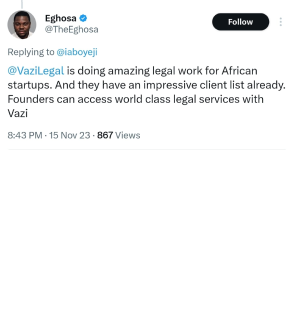 Eghosa
@TheEghosa
Follow
Replying to @iaboyeji
@VaziLegal is doing amazing legal work for African
startups. And they have an impressive client list already.
Founders can access world class legal services with
Vazi
8:43 PM · 15 Nov 23 · 867 Views